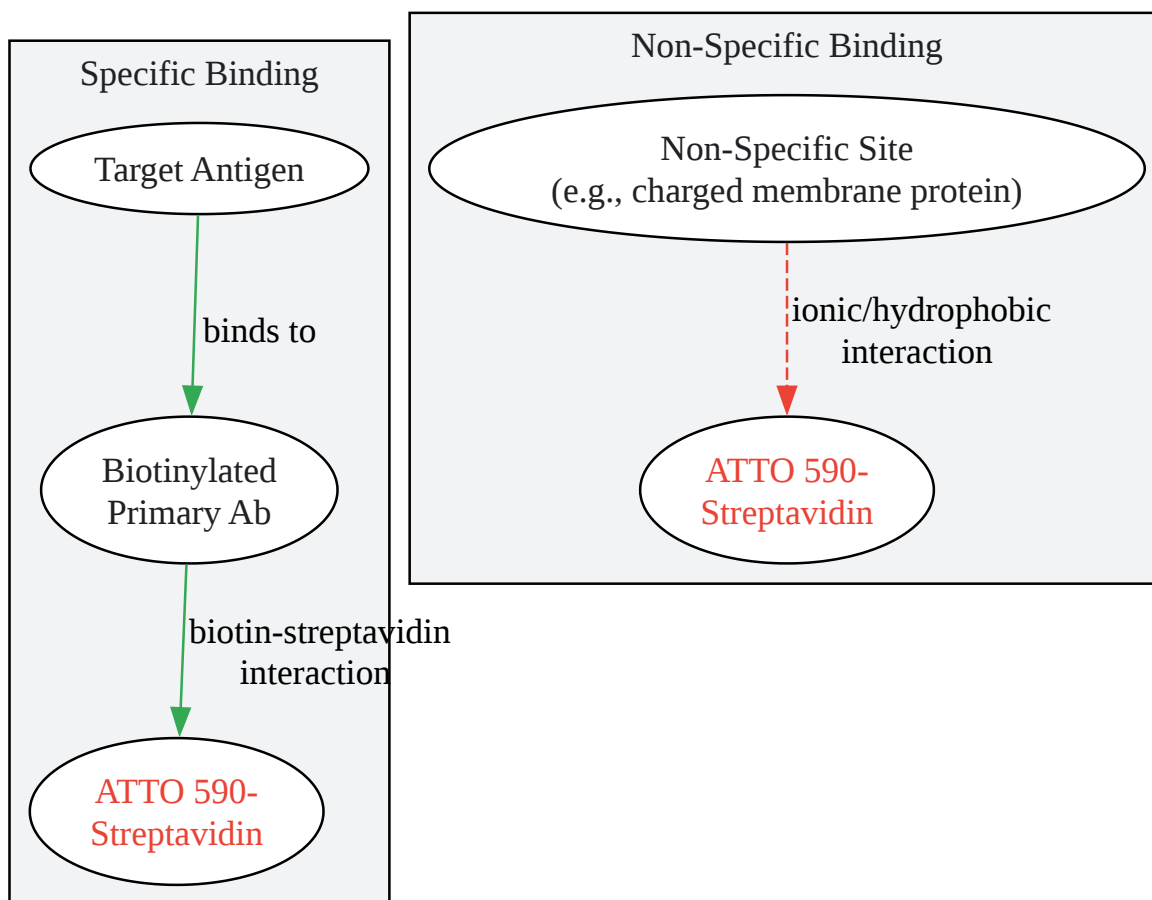 Specific Binding
Target Antigen
binds to
Biotinylated
Primary Ab
biotin-streptavidin
interaction
ATTO 590-
Streptavidin
Non-Specific Binding
Non-Specific Site
(e.g., charged membrane protein)
ionic/hydrophobic
interaction
ATTO 590-
Streptavidin